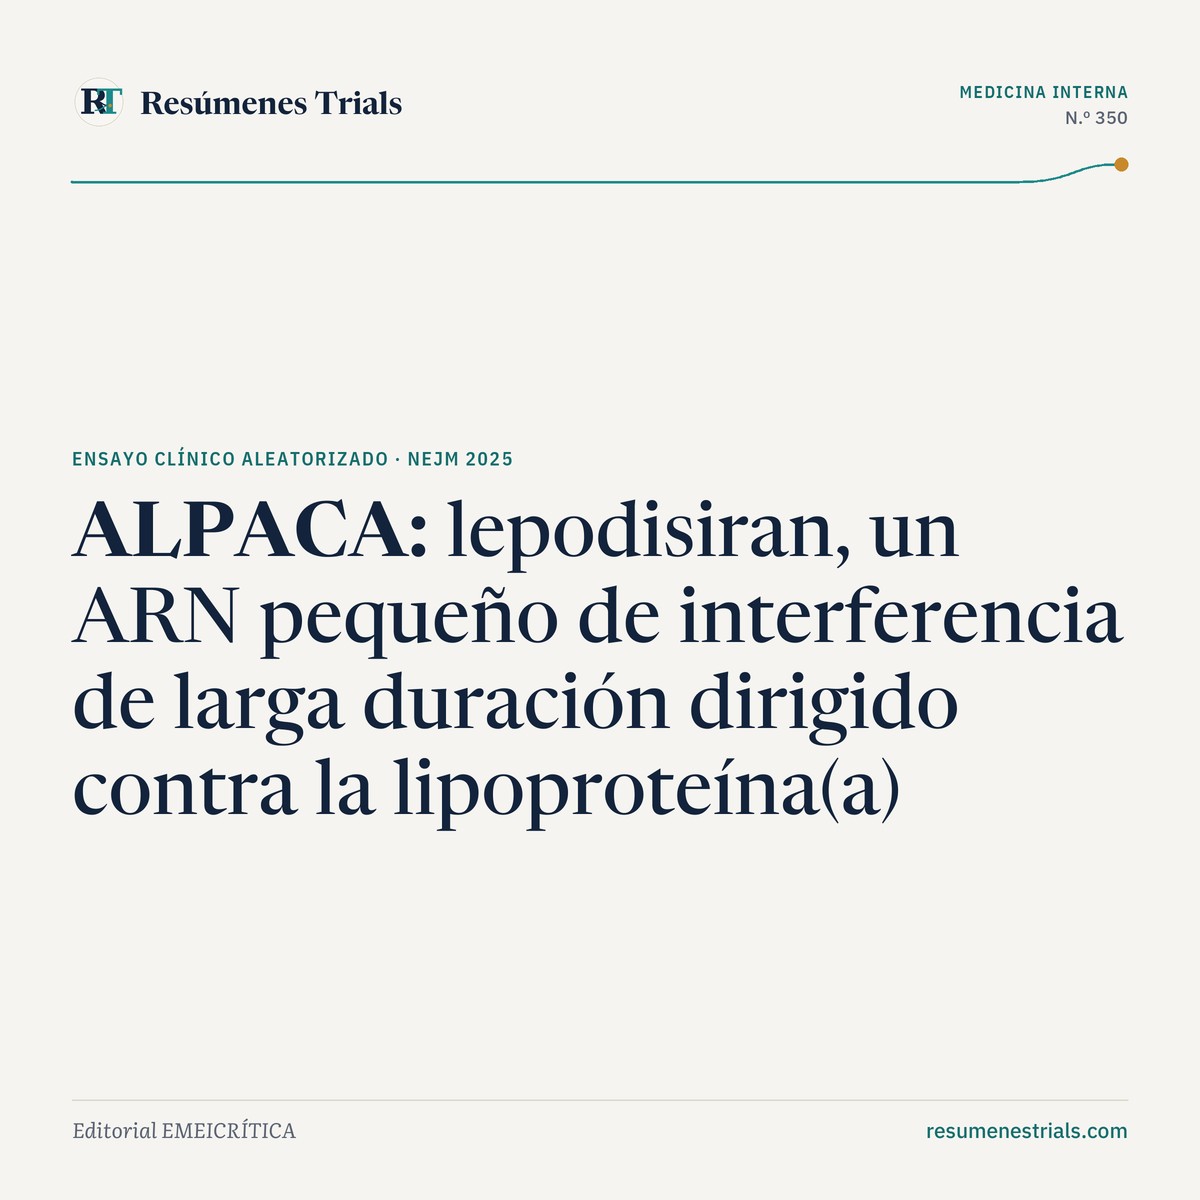 RT Resúmenes Trials
MEDICINA INTERNA
N.º 350
ENSAYO CLÍNICO ALEATORIZADO · NEJM 2025
ALPACA: lepodisiran, un
ARN pequeño de interferencia
de larga duración dirigido
contra la lipoproteína(a)
Editorial EMEICRÍTICA
resumenestrials.com